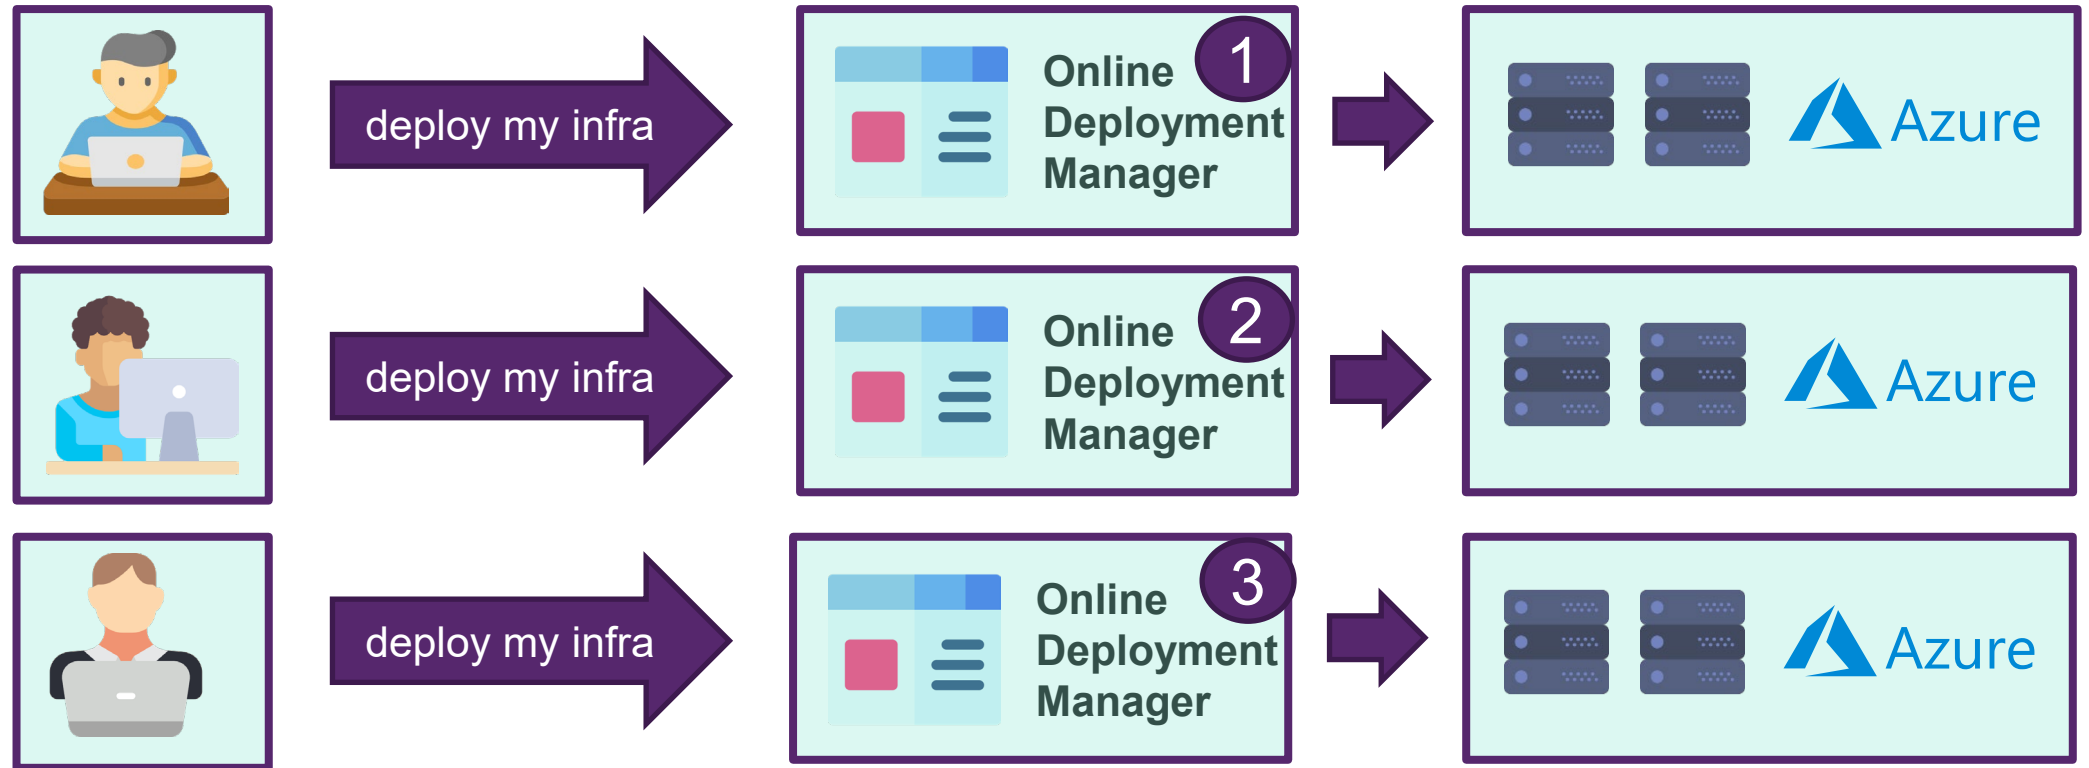 deploy my infra
Online
Deployment
Manager
1
Azure
deploy my infra
Online
Deployment
Manager
2
Azure
deploy my infra
Online
Deployment
Manager
3
Azure